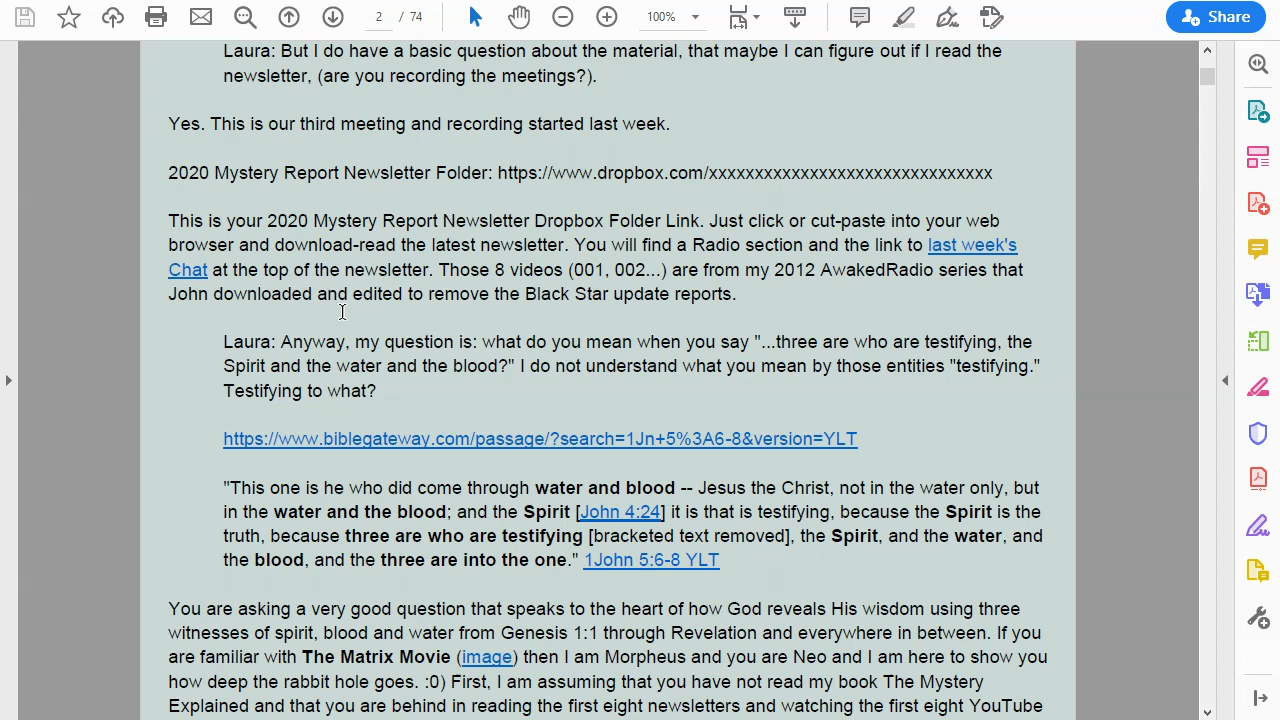 2 / 74
100%
Share
Laura: But I do have a basic question about the material, that maybe I can figure out if I read the
newsletter, (are you recording the meetings?).
Yes. This is our third meeting and recording started last week.
2020 Mystery Report Newsletter Folder: https://www.dropbox.com/xxxxxxxxxxxxxxxxxxxxxxxxxxxxxxx
This is your 2020 Mystery Report Newsletter Dropbox Folder Link. Just click or cut-paste into your web
browser and download-read the latest newsletter. You will find a Radio section and the link to last week's
Chat at the top of the newsletter. Those 8 videos (001, 002...) are from my 2012 AwakedRadio series that
John downloaded and edited to remove the Black Star update reports.
Laura: Anyway, my question is: what do you mean when you say "...three are who are testifying, the
Spirit and the water and the blood?" I do not understand what you mean by those entities "testifying."
Testifying to what?
https://www.biblegateway.com/passage/?search=1Jn+5%3A6-8&version=YLT
"This one is he who did come through water and blood -- Jesus the Christ, not in the water only, but
in the water and the blood; and the Spirit [John 4:24] it is that is testifying, because the Spirit is the
truth, because three are who are testifying [bracketed text removed], the Spirit, and the water, and
the blood, and the three are into the one." 1John 5:6-8 YLT
You are asking a very good question that speaks to the heart of how God reveals His wisdom using three
witnesses of spirit, blood and water from Genesis 1:1 through Revelation and everywhere in between. If you
are familiar with The Matrix Movie (image) then I am Morpheus and you are Neo and I am here to show you
how deep the rabbit hole goes. :0) First, I am assuming that you have not read my book The Mystery
Explained and that you are behind in reading the first eight newsletters and watching the first eight YouTube